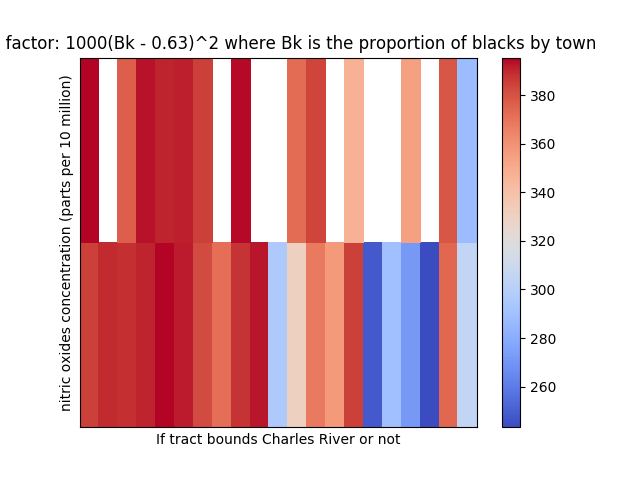 factor: 1000(Bk - 0.63)^2 where Bk is the proportion of blacks by town
nitric oxides concentration (parts per 10 million)
If tract bounds Charles River or not
380
360
340
320
300
280
260